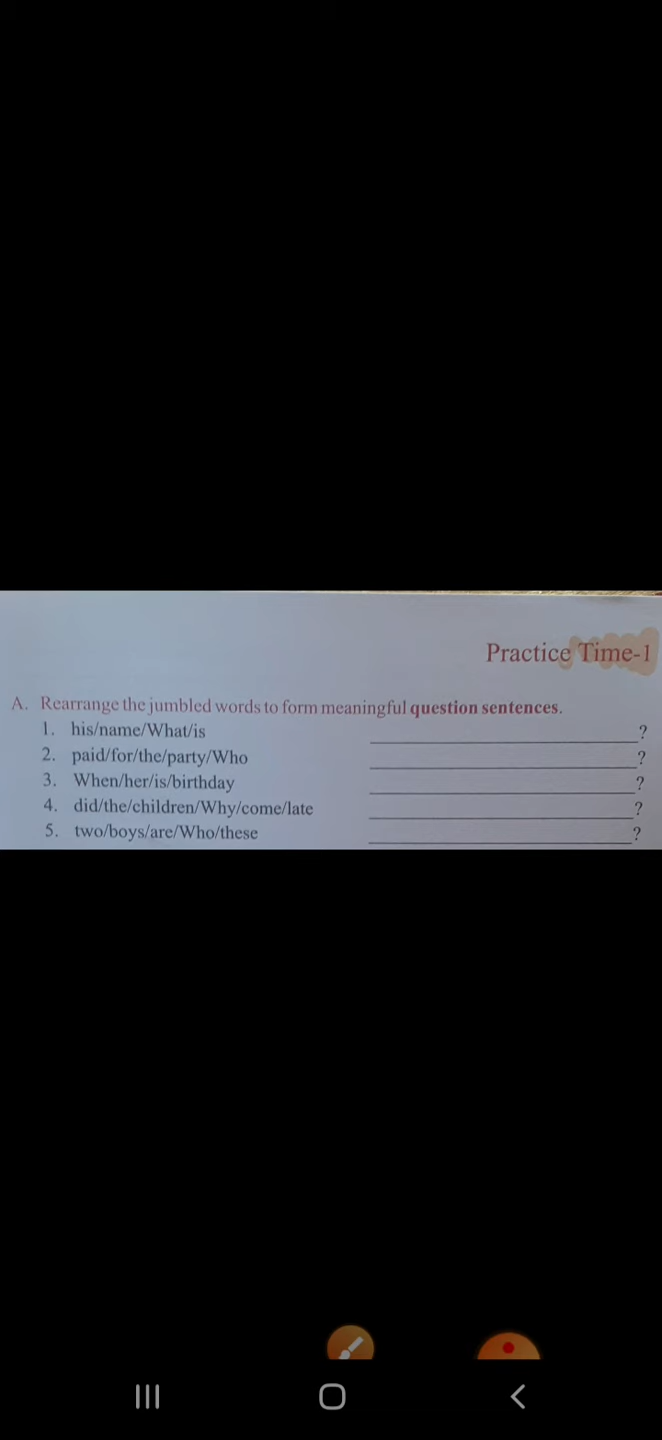 Practice Time-1
A. Rearrange the jumbled words to form meaningful question sentences.
1. his/name/What/is ?
2. paid/for/the/party/Who ?
3. When/her/is/birthday ?
4. did/the/children/Why/come/late ?
5. two/boys/are/Who/these ?